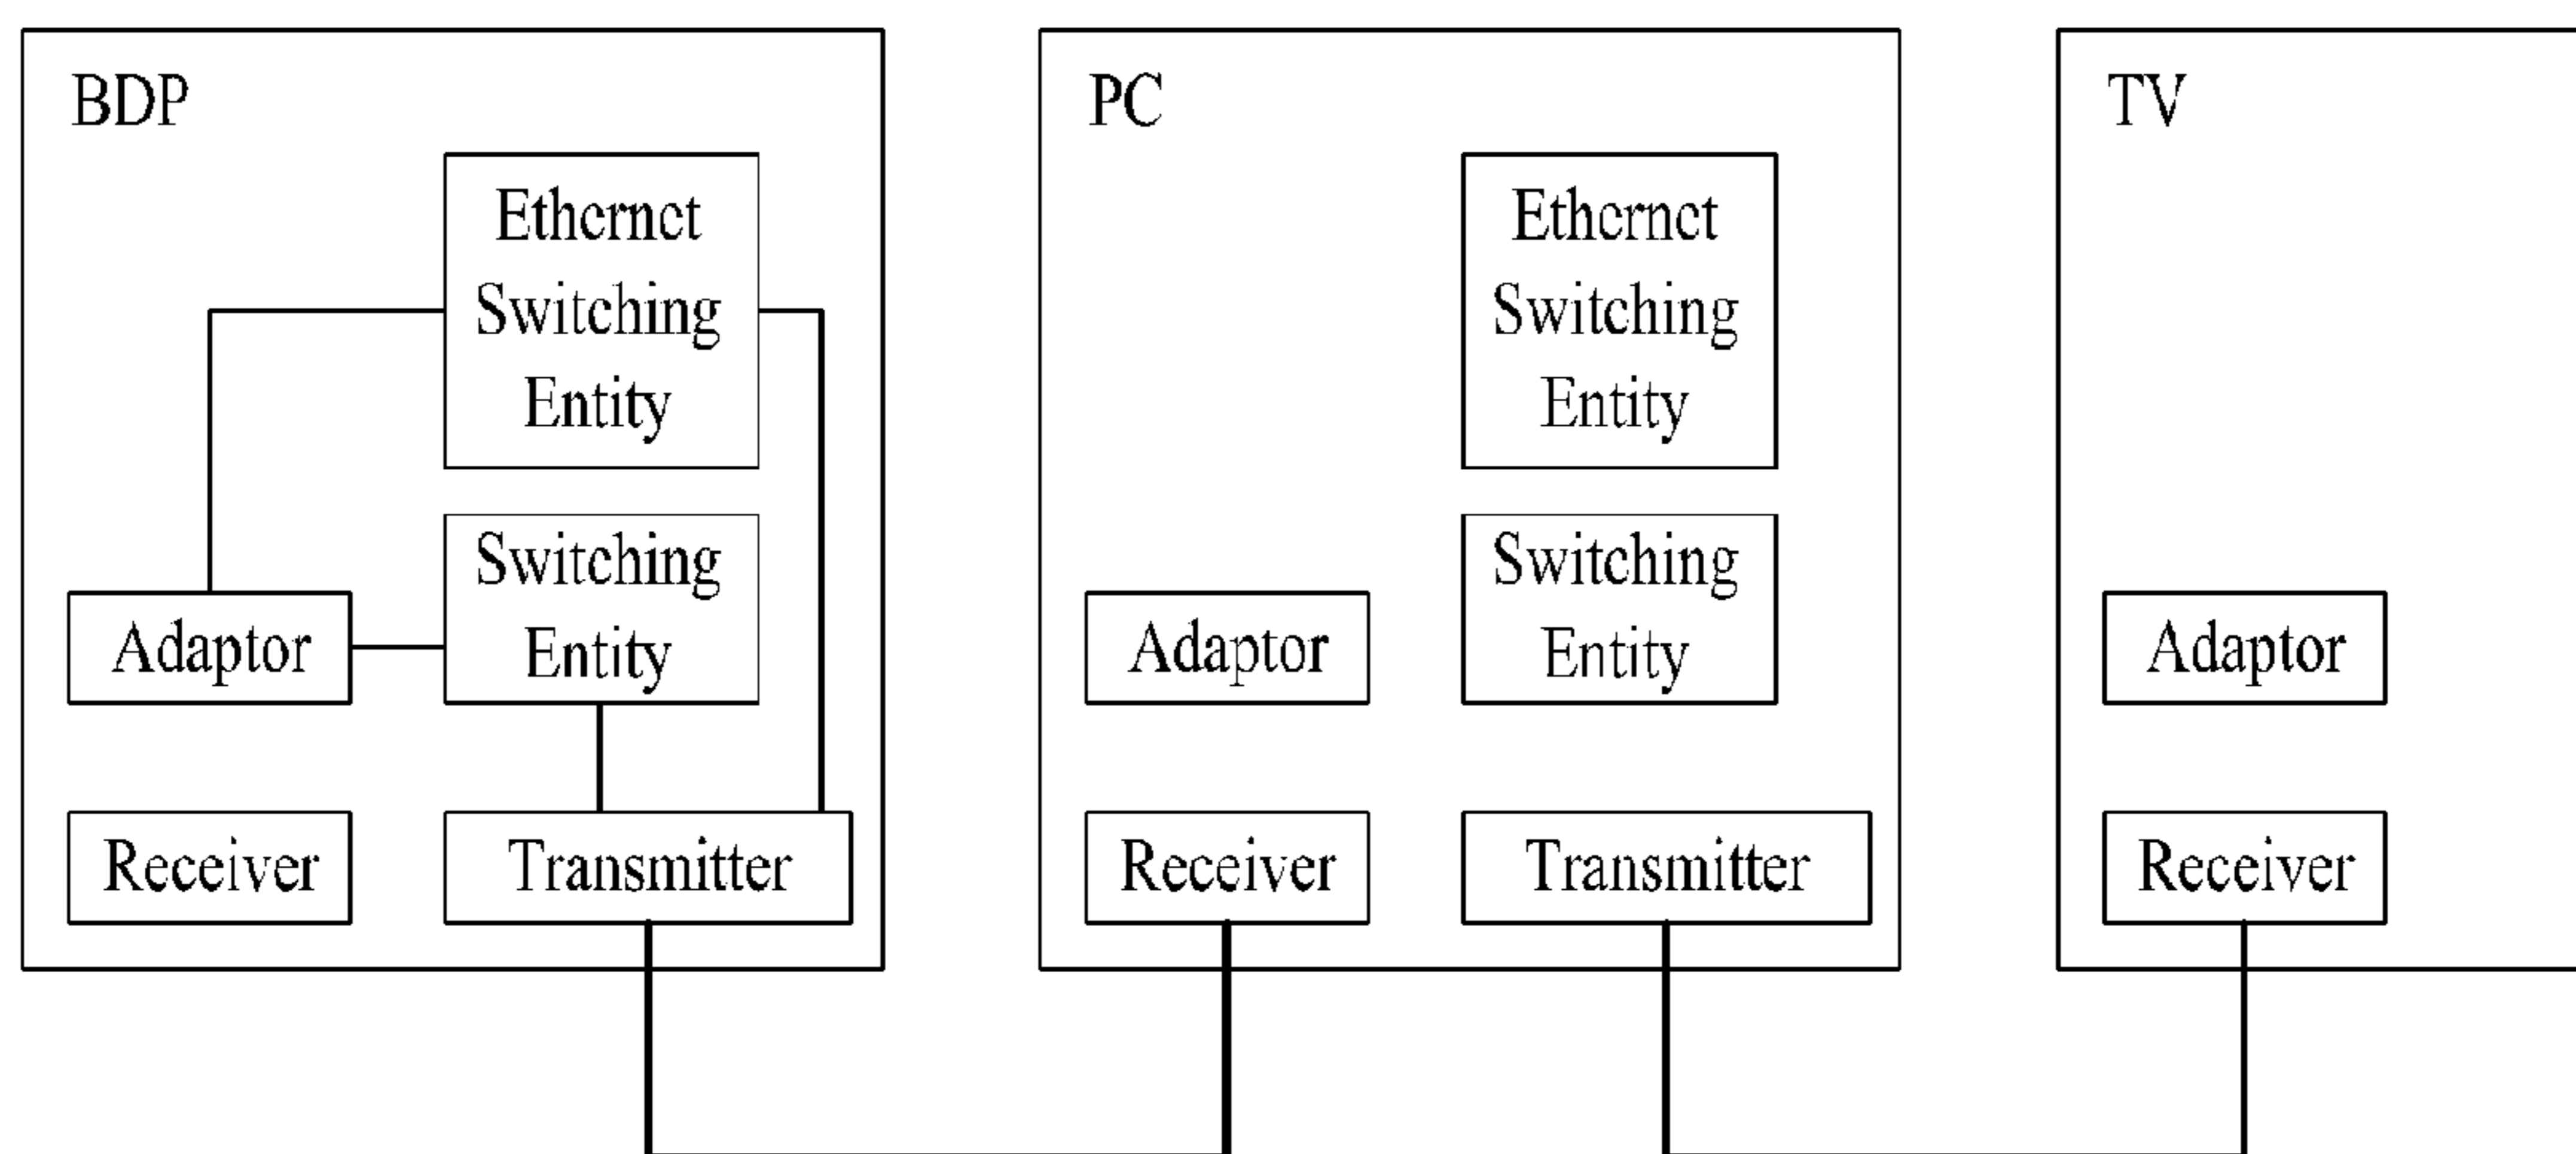 BDP
Ethernet
Switching
Entity
Switching
Entity
Adaptor
Receiver
Transmitter
PC
Ethernet
Switching
Entity
Switching
Entity
Adaptor
Receiver
Transmitter
TV
Adaptor
Receiver